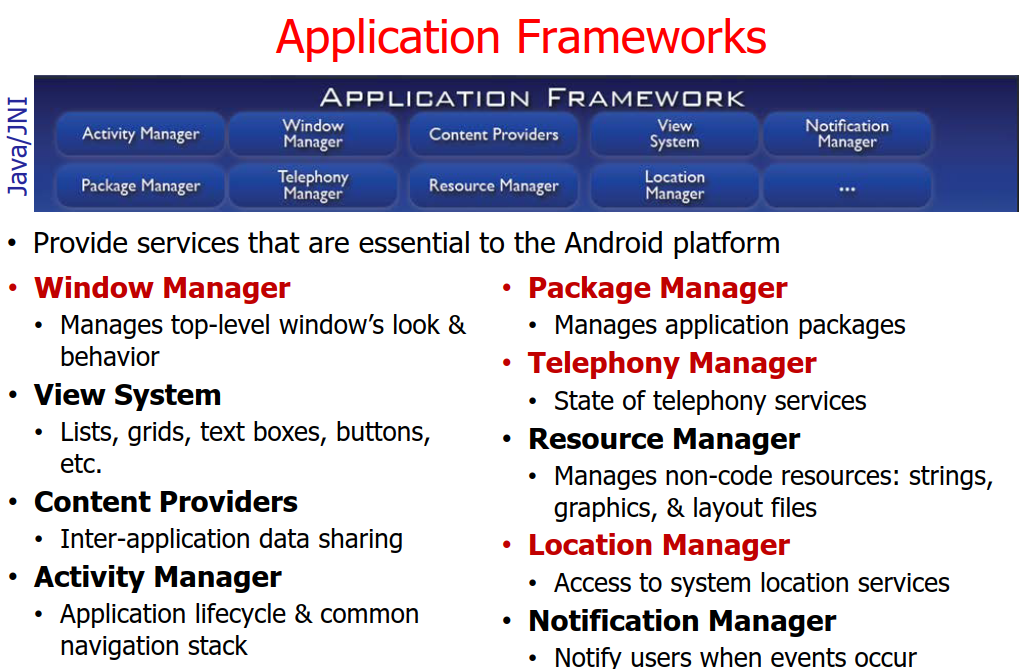 Application Frameworks
Java/JNI
APPLICATION FRAMEWORK
Activity Manager
Window
Manager
Content Providers
View
System
Notification
Manager
Package Manager
Telephony
Manager
Resource Manager
Location
Manager
...
• Provide services that are essential to the Android platform
• Window Manager
• Manages top-level window’s look &
behavior
• View System
• Lists, grids, text boxes, buttons,
etc.
• Content Providers
• Inter-application data sharing
• Activity Manager
• Application lifecycle & common
navigation stack
• Package Manager
• Manages application packages
• Telephony Manager
• State of telephony services
• Resource Manager
• Manages non-code resources: strings,
graphics, & layout files
• Location Manager
• Access to system location services
• Notification Manager
• Notify users when events occur